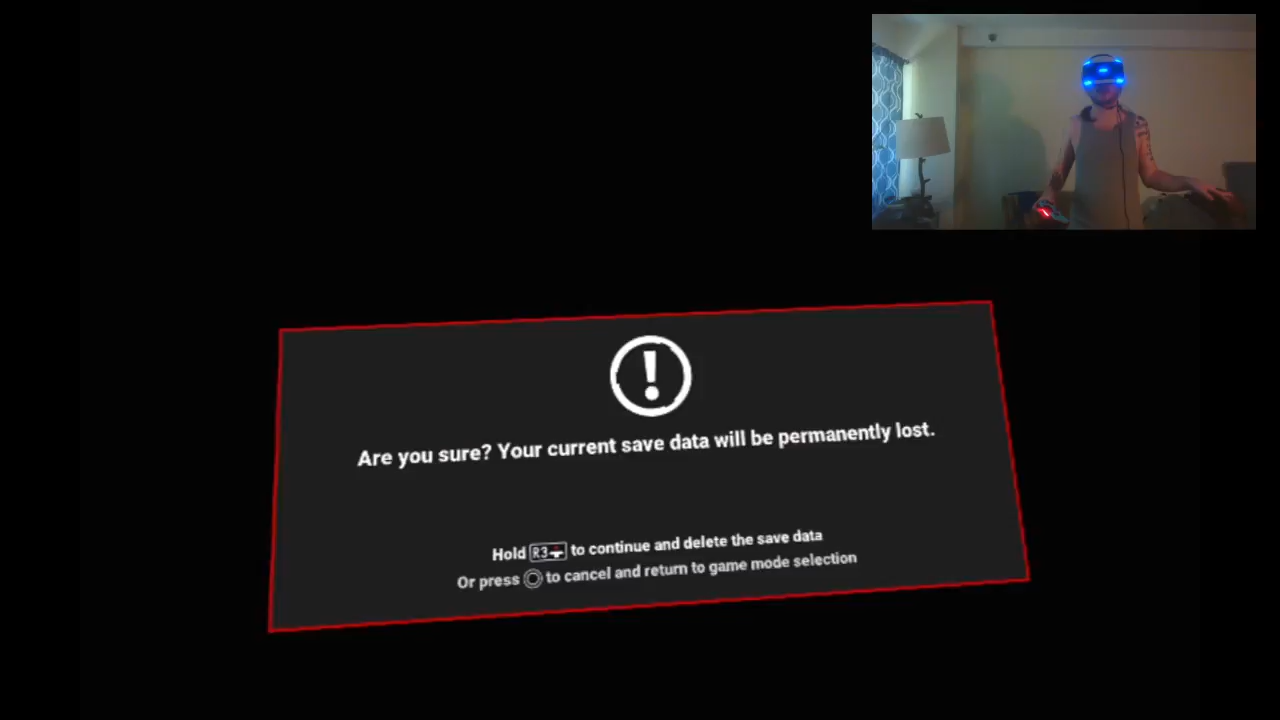 Are you sure? Your current save data will be permanently lost.
Hold R3 to continue and delete the save data
Or press to cancel and return to game mode selection